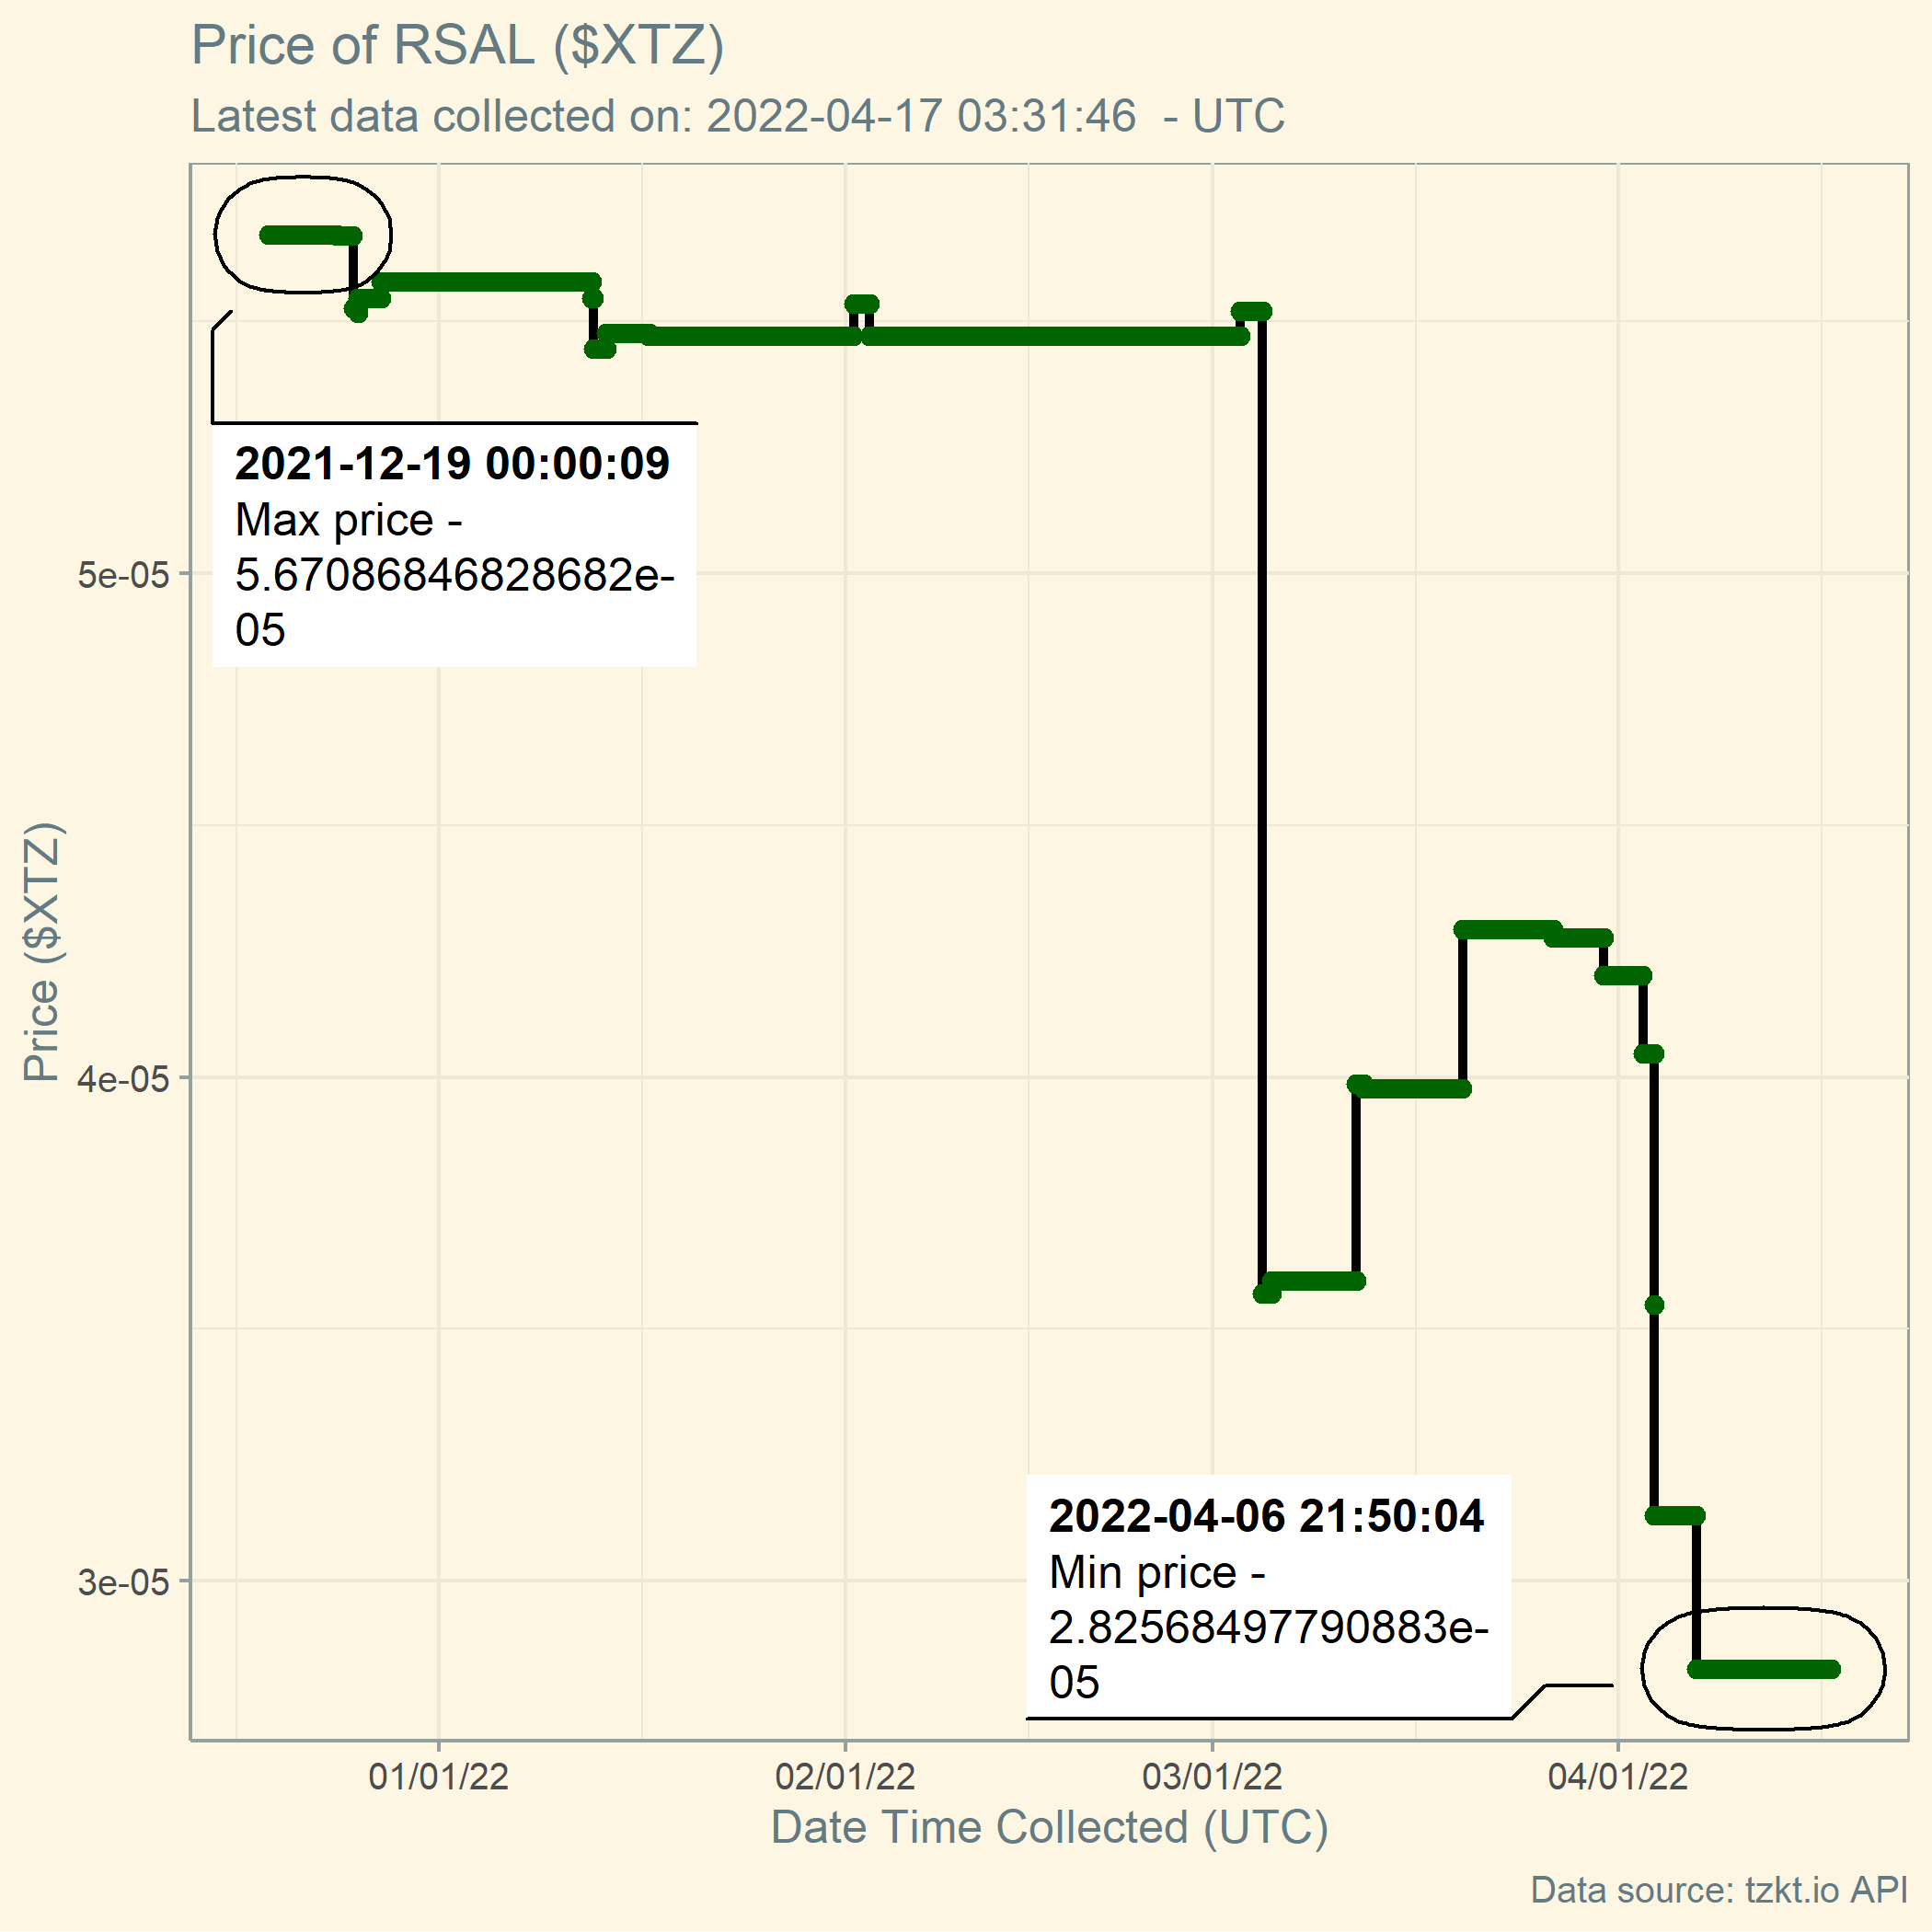 Price of RSAL ($XTZ)
Latest data collected on: 2022-04-17 03:31:46  - UTC
2021-12-19 00:00:09
Max price -
5.67086846828682e-
05
5e-05
Price ($XTZ)
4e-05
3e-05
2022-04-06 21:50:04
Min price -
2.82568497790883e-
05
01/01/22
02/01/22
03/01/22
04/01/22
Date Time Collected (UTC)
Data source: tzkt.io API